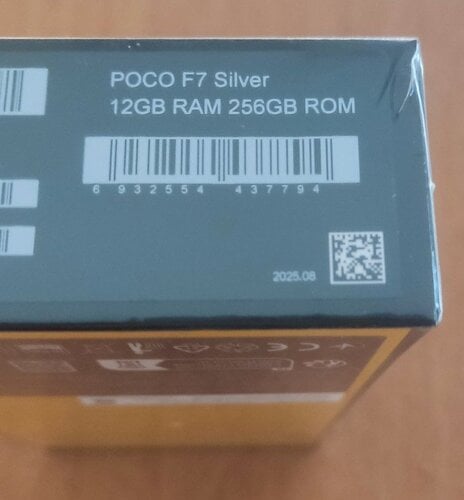 POCO F7 Silver
12GB RAM 256GB ROM
6 932554 437794
2025.08